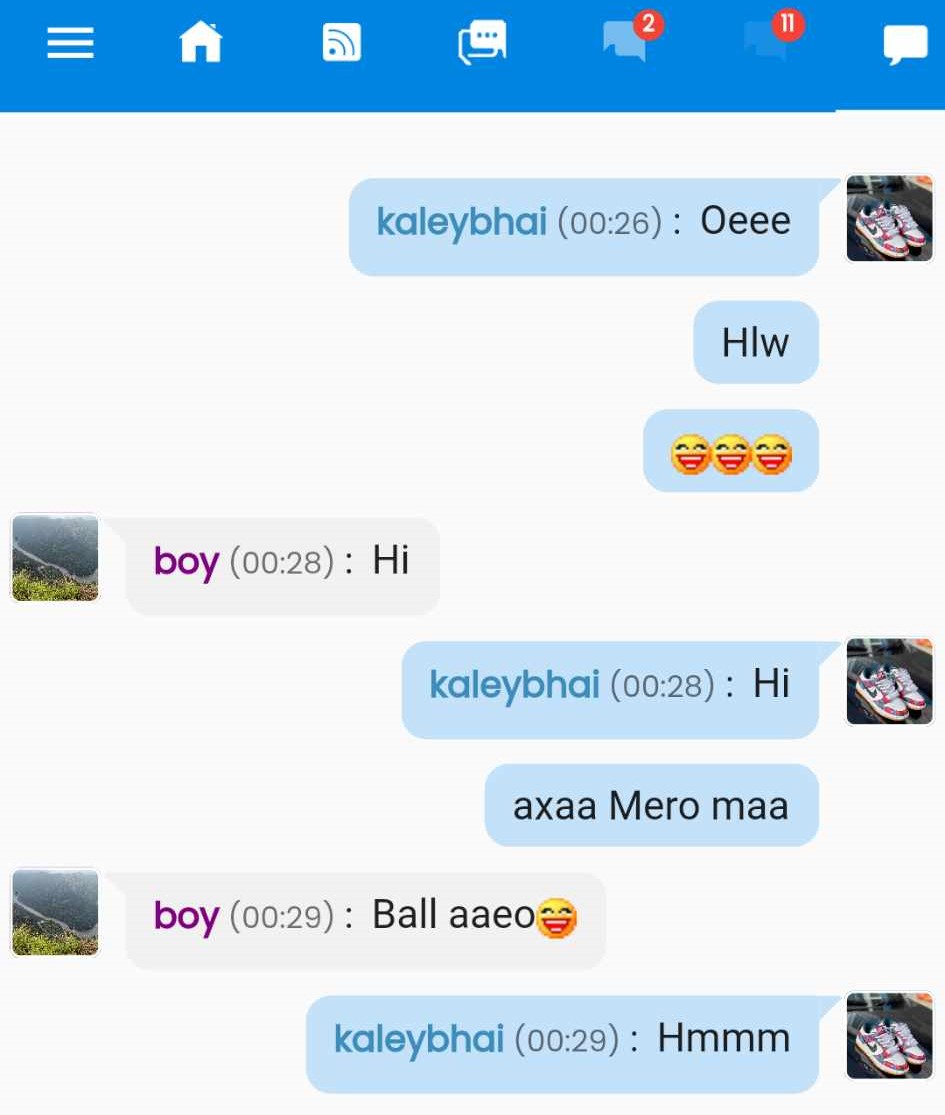 2
11
kaleybhai (00:26) : Oeee
Hlw
😆😆😆
boy (00:28) : Hi
kaleybhai (00:28) : Hi
axaa Mero maa
boy (00:29) : Ball aaeo😆
kaleybhai (00:29) : Hmmm